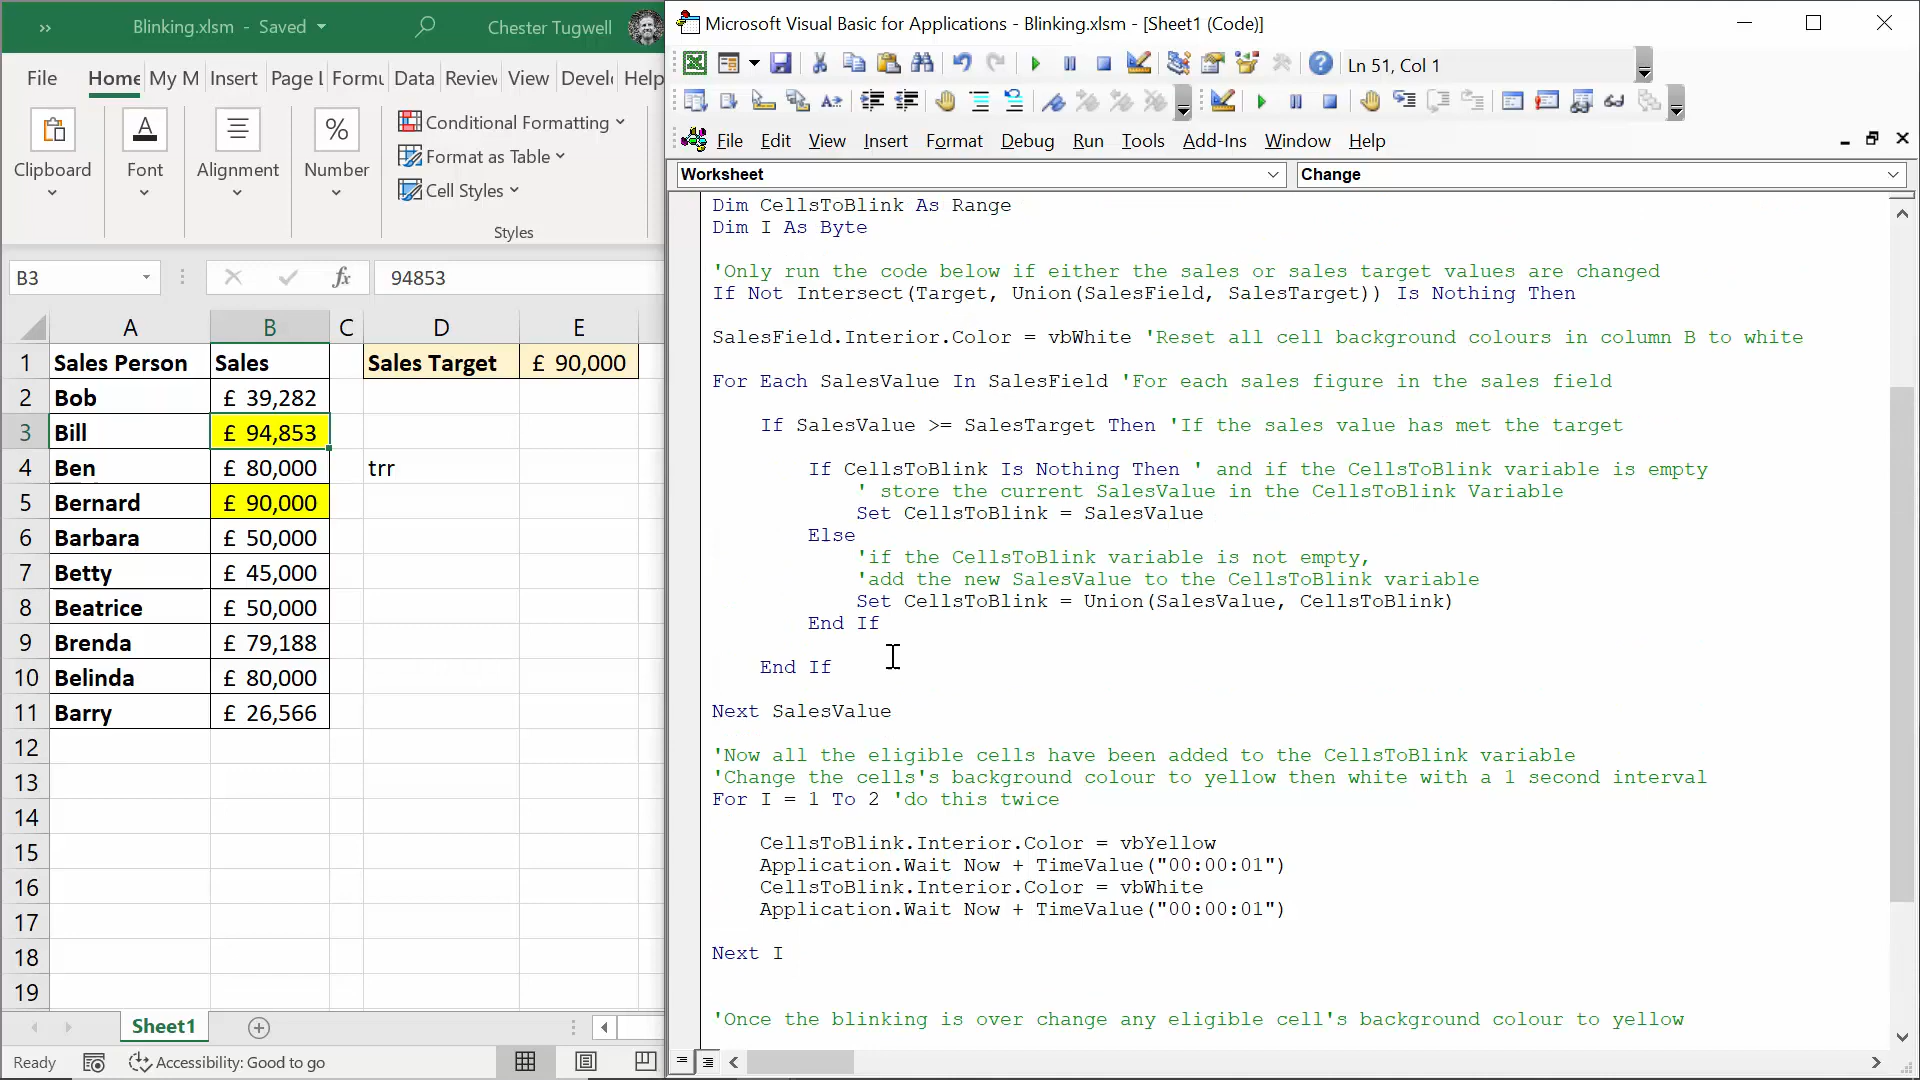 Blinking.xlsm - Saved
Chester Tugwell
File Home My M Insert Page L Formu Data Review View Devel Help
Clipboard
Font
Alignment
%
Number
Conditional Formatting
Format as Table
Cell Styles
Styles
B3
fx
94853
A B C D E
1 Sales Person Sales Sales Target £ 90,000
2 Bob £ 39,282
3 Bill £ 94,853
4 Ben £ 80,000 trr
5 Bernard £ 90,000
6 Barbara £ 50,000
7 Betty £ 45,000
8 Beatrice £ 50,000
9 Brenda £ 79,188
10 Belinda £ 80,000
11 Barry £ 26,566
12
13
14
15
16
17
18
19
Sheet1
Ready
Accessibility: Good to go
Microsoft Visual Basic for Applications - Blinking.xlsm - [Sheet1 (Code)]
Ln 51, Col 1
File Edit View Insert Format Debug Run Tools Add-Ins Window Help
Worksheet
Change
Dim CellsToBlink As Range
Dim I As Byte
'Only run the code below if either the sales or sales target values are changed
If Not Intersect(Target, Union(SalesField, SalesTarget)) Is Nothing Then
SalesField.Interior.Color = vbWhite 'Reset all cell background colours in column B to white
For Each SalesValue In SalesField 'For each sales figure in the sales field
If SalesValue >= SalesTarget Then 'If the sales value has met the target
If CellsToBlink Is Nothing Then ' and if the CellsToBlink variable is empty
' store the current SalesValue in the CellsToBlink Variable
Set CellsToBlink = SalesValue
Else
'if the CellsToBlink variable is not empty,
'add the new SalesValue to the CellsToBlink variable
Set CellsToBlink = Union(SalesValue, CellsToBlink)
End If
End If
Next SalesValue
'Now all the eligible cells have been added to the CellsToBlink variable
'Change the cells's background colour to yellow then white with a 1 second interval
For I = 1 To 2 'do this twice
CellsToBlink.Interior.Color = vbYellow
Application.Wait Now + TimeValue("00:00:01")
CellsToBlink.Interior.Color = vbWhite
Application.Wait Now + TimeValue("00:00:01")
Next I
'Once the blinking is over change any eligible cell's background colour to yellow